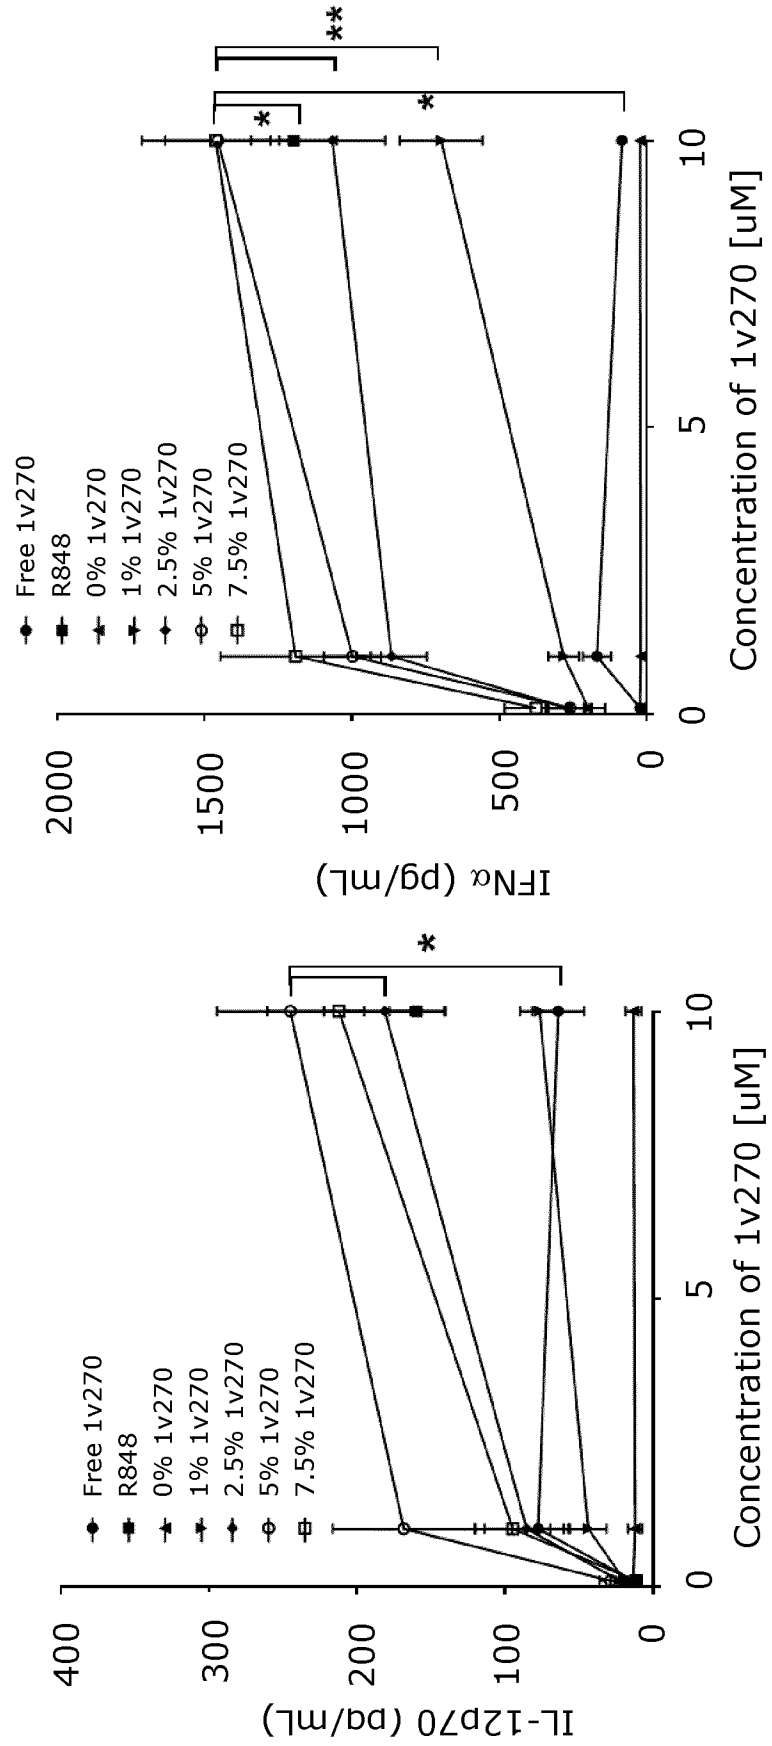 400
300
200
100
0
IL-12p70 (pg/mL)
Free 1v270
R848
0% 1v270
1% 1v270
2.5% 1v270
5% 1v270
7.5% 1v270
*
0
5
10
Concentration of 1v270 [uM]
2000
1500
1000
500
0
IFNα (pg/mL)
Free 1v270
R848
0% 1v270
1% 1v270
2.5% 1v270
5% 1v270
7.5% 1v270
**
*
*
0
5
10
Concentration of 1v270 [uM]